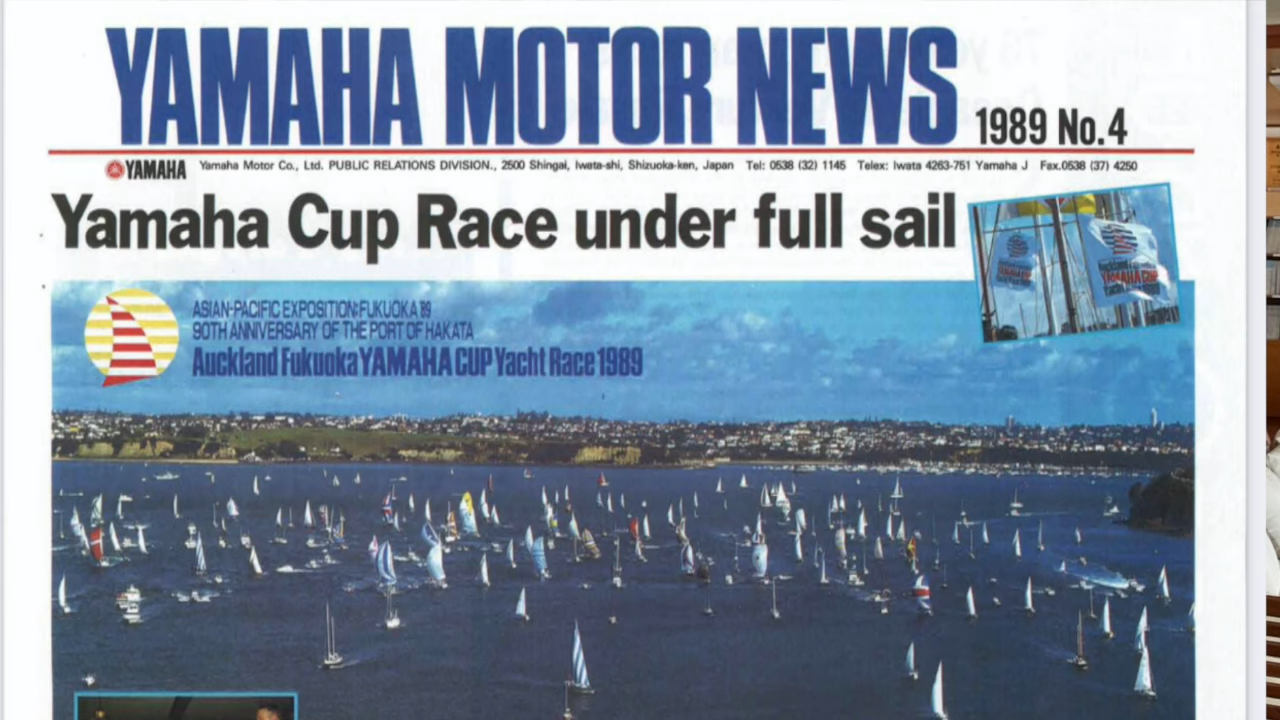 YAMAHA MOTOR NEWS 1989 No.4
YAMAHA Yamaha Motor Co., Ltd. PUBLIC RELATIONS DIVISION., 2500 Shingai, Iwata-shi, Shizuoka-ken, Japan Tel: 0538 (32) 1145 Telex: Iwata 4263-751 Yamaha J Fax.0538 (37) 4250
Yamaha Cup Race under full sail
ASIAN-PACIFIC EXPOSITION:FUKUOKA '89
90TH ANNIVERSARY OF THE PORT OF HAKATA
Auckland Fukuoka YAMAHA CUP Yacht Race 1989
YAMAHA CUP